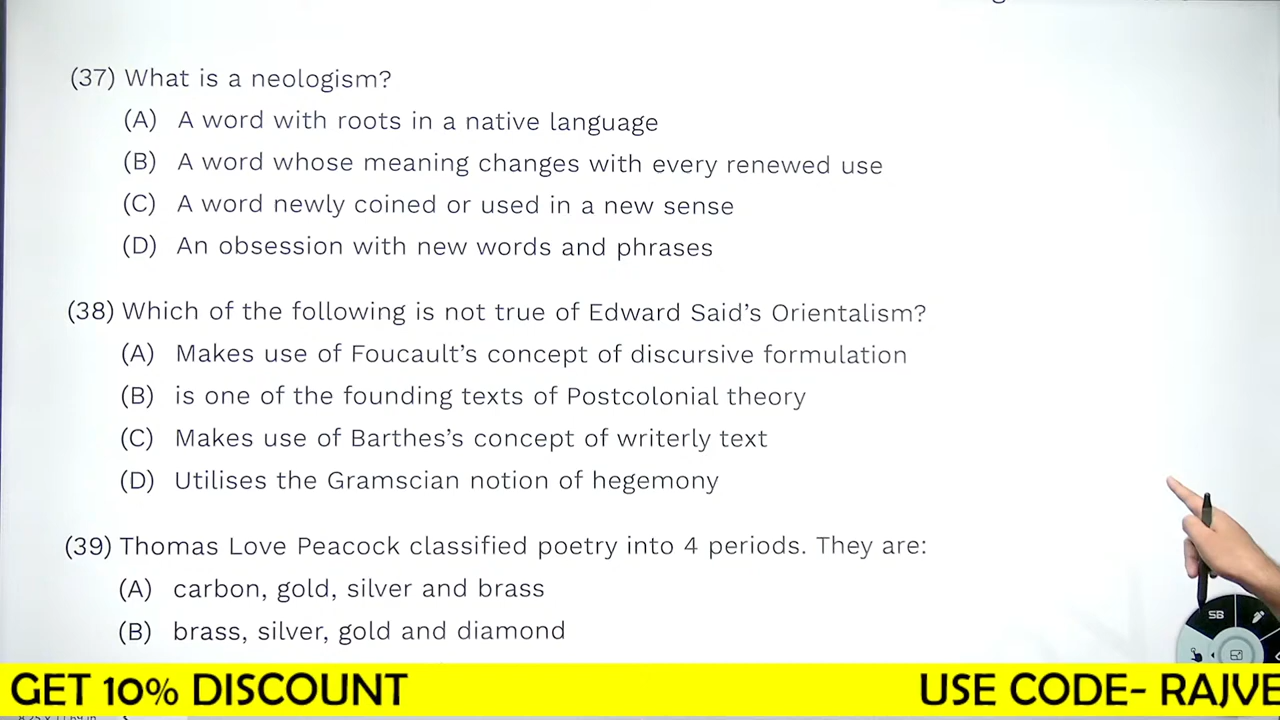 (37) What is a neologism?
(A) A word with roots in a native language
(B) A word whose meaning changes with every renewed use
(C) A word newly coined or used in a new sense
(D) An obsession with new words and phrases
(38) Which of the following is not true of Edward Said's Orientalism?
(A) Makes use of Foucault's concept of discursive formulation
(B) is one of the founding texts of Postcolonial theory
(C) Makes use of Barthes's concept of writerly text
(D) Utilises the Gramscian notion of hegemony
(39) Thomas Love Peacock classified poetry into 4 periods. They are:
(A) carbon, gold, silver and brass
(B) brass, silver, gold and diamond
SB
GET 10% DISCOUNT USE CODE- RAJVE